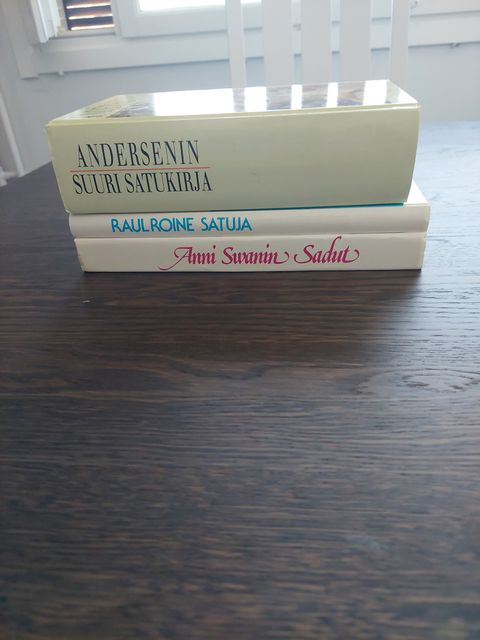 ANDERSENIN
SUURI SATUKIRJA
RAUL ROINE SATUJA
Anni Swanin Sadut